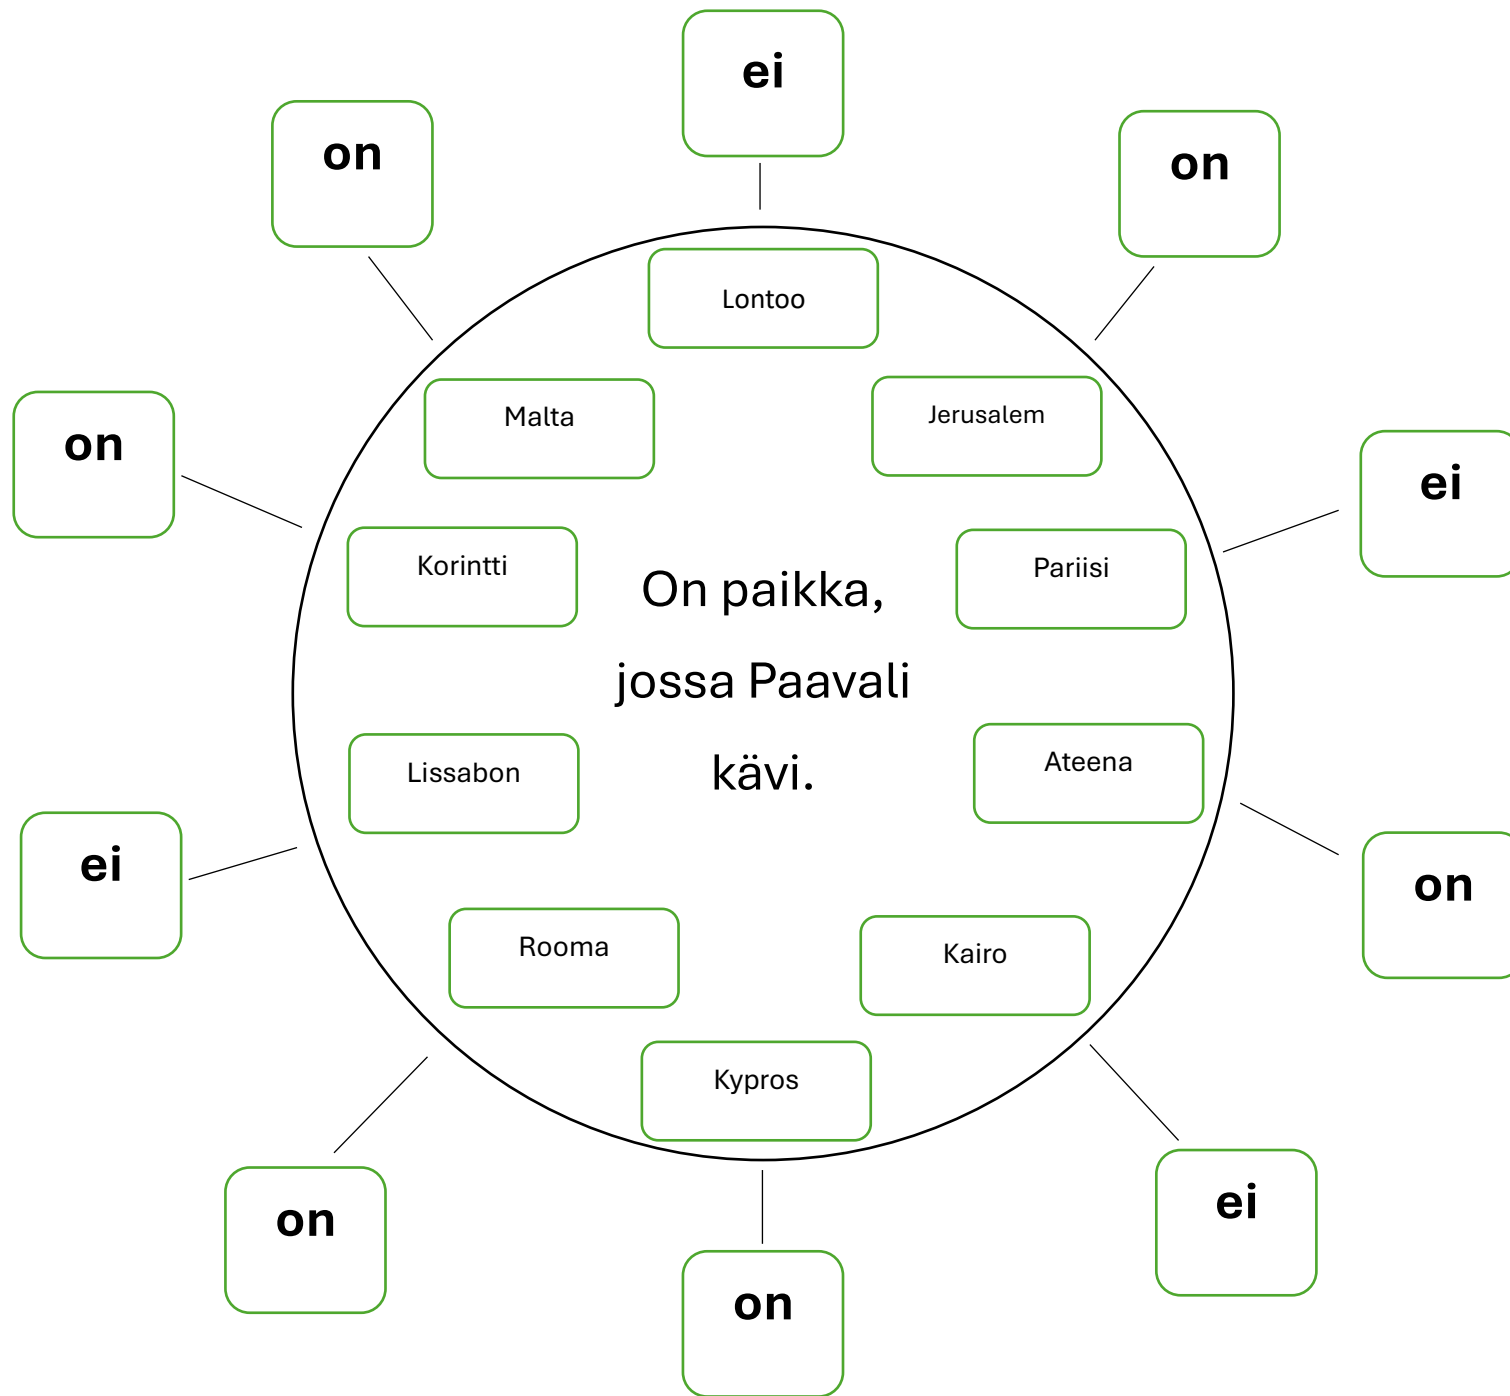 ei
on
on
Lontoo
Malta
Jerusalem
on
ei
Korintti
Pariisi
On paikka,
jossa Paavali
kävi.
Lissabon
Ateena
ei
on
Rooma
Kairo
Kypros
on
ei
on